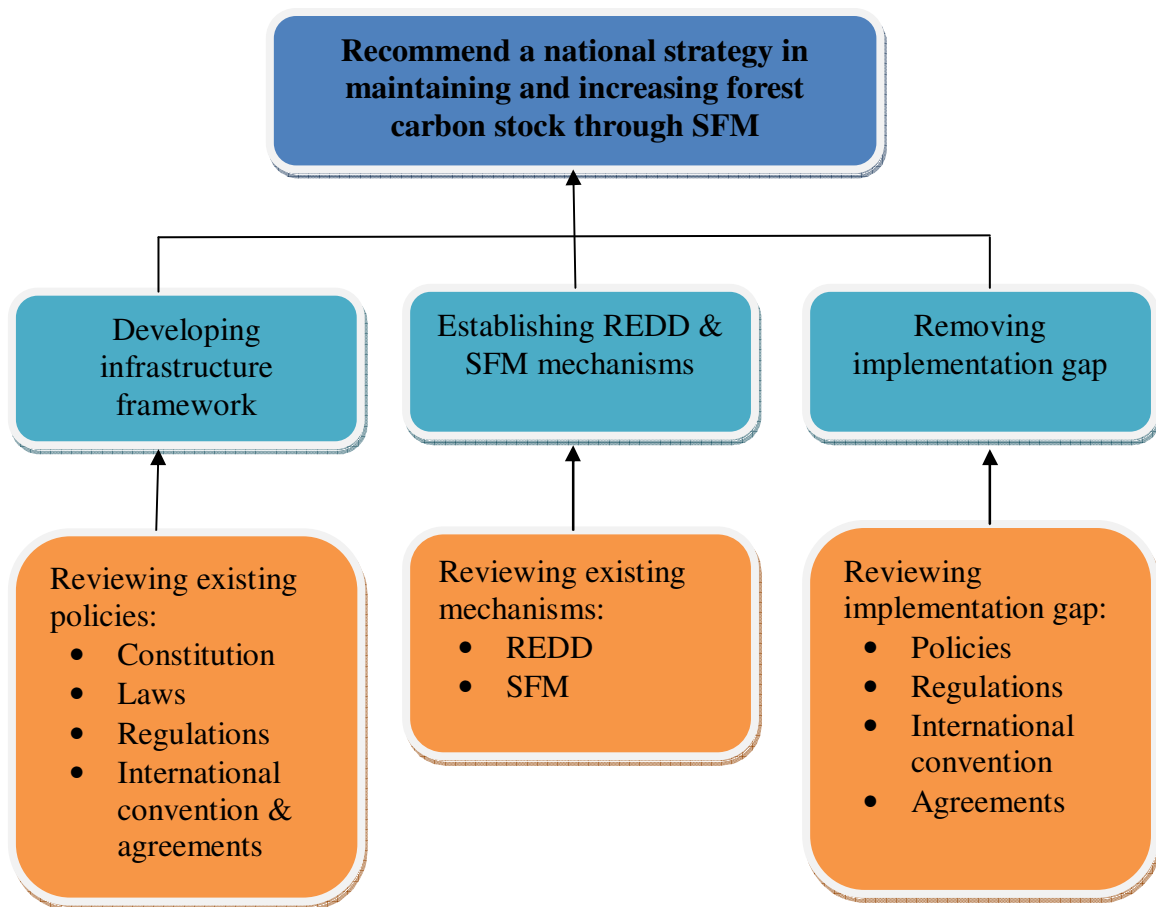 Recommend a national strategy in
maintaining and increasing forest
carbon stock through SFM
Developing
infrastructure
framework
Establishing REDD &
SFM mechanisms
Removing
implementation gap
Reviewing existing
policies:
• Constitution
• Laws
• Regulations
• International
convention &
agreements
Reviewing existing
mechanisms:
• REDD
• SFM
Reviewing
implementation gap:
• Policies
• Regulations
• International
convention
• Agreements